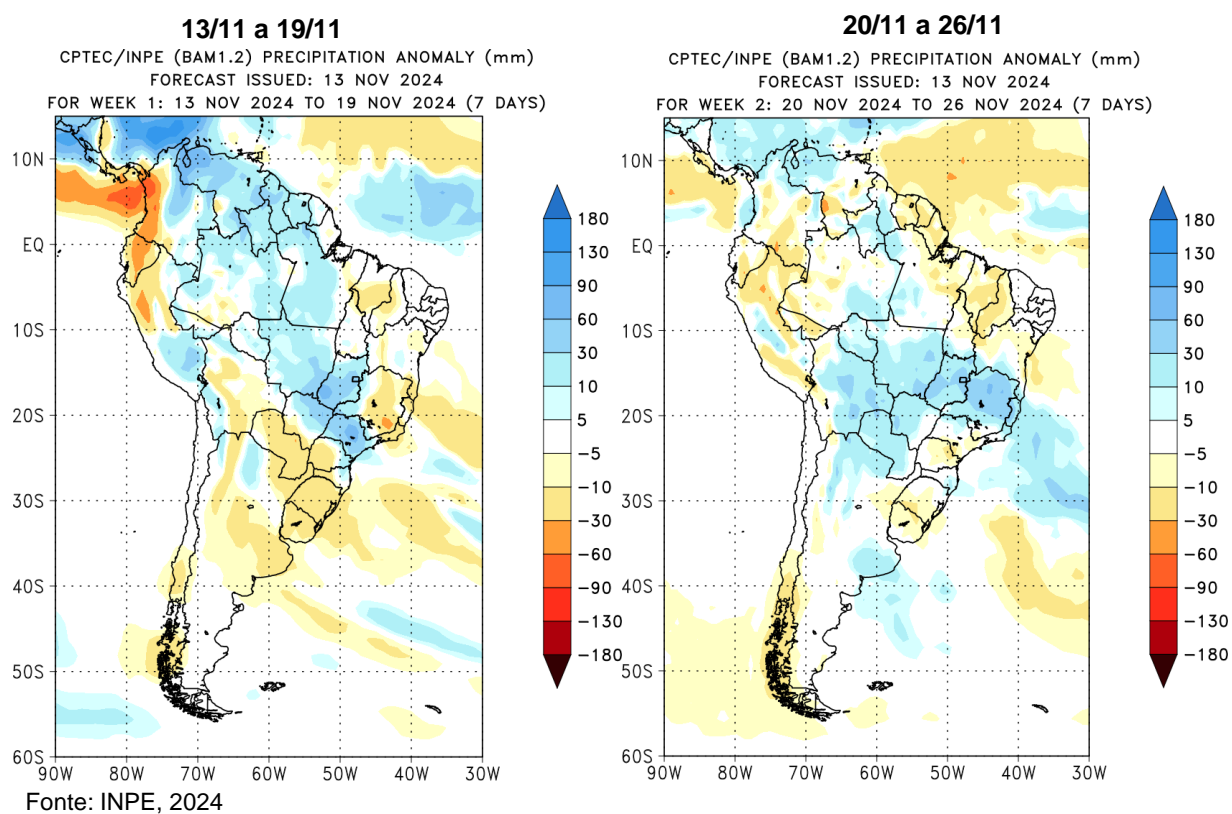 13/11 a 19/11
CPTEC/INPE (BAM1.2) PRECIPITATION ANOMALY (mm)
FORECAST ISSUED: 13 NOV 2024
FOR WEEK 1: 13 NOV 2024 TO 19 NOV 2024 (7 DAYS)
10N
EQ
10S
20S
30S
40S
50S
60S
90W 80W 70W 60W 50W 40W 30W
180
130
90
60
30
10
5
−5
−10
−30
−60
−90
−130
−180
20/11 a 26/11
CPTEC/INPE (BAM1.2) PRECIPITATION ANOMALY (mm)
FORECAST ISSUED: 13 NOV 2024
FOR WEEK 2: 20 NOV 2024 TO 26 NOV 2024 (7 DAYS)
10N
EQ
10S
20S
30S
40S
50S
60S
90W 80W 70W 60W 50W 40W 30W
180
130
90
60
30
10
5
−5
−10
−30
−60
−90
−130
−180
Fonte: INPE, 2024